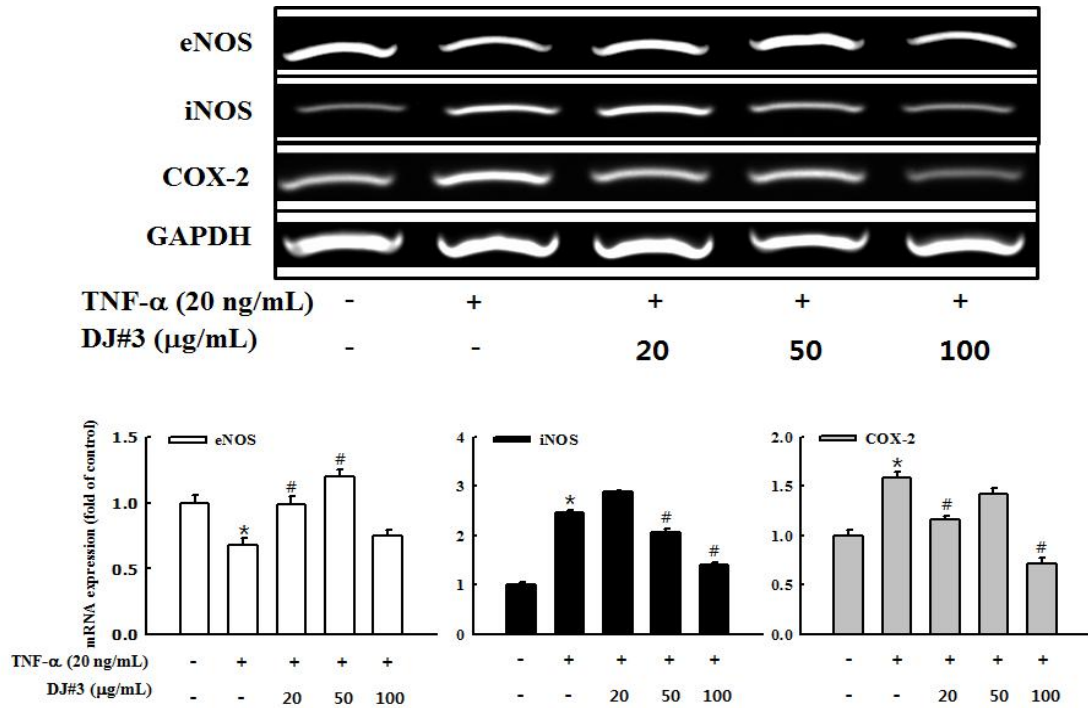 eNOS
iNOS
COX-2
GAPDH
TNF-α (20 ng/mL) - + + + +
DJ#3 (μg/mL) - - 20 50 100
mRNA expression (fold of control)
1.5
1.0
0.5
0.0
eNOS
* # #
4
3
2
1
0
iNOS
* # #
2.0
1.5
1.0
0.5
0.0
COX-2
* # #
TNF-α (20 ng/mL) - + + + + - + + + + - + + + +
DJ#3 (μg/mL) - - 20 50 100 - - 20 50 100 - - 20 50 100